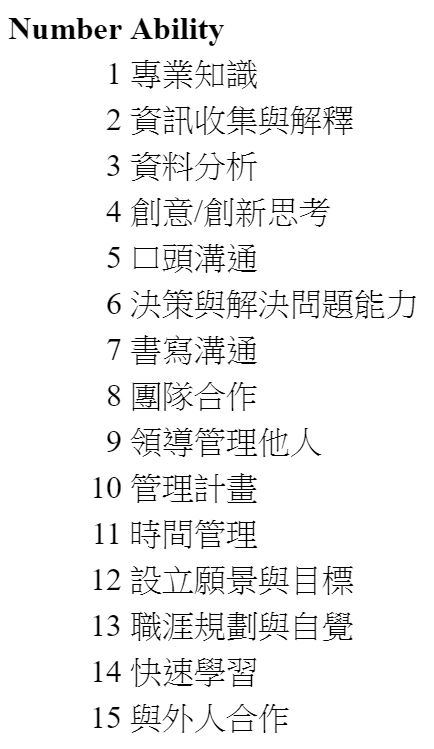 Number Ability
1 專業知識
2 資訊收集與解釋
3 資料分析
4 創意/創新思考
5 口頭溝通
6 決策與解決問題能力
7 書寫溝通
8 團隊合作
9 領導管理他人
10 管理計畫
11 時間管理
12 設立願景與目標
13 職涯規劃與自覺
14 快速學習
15 與外人合作